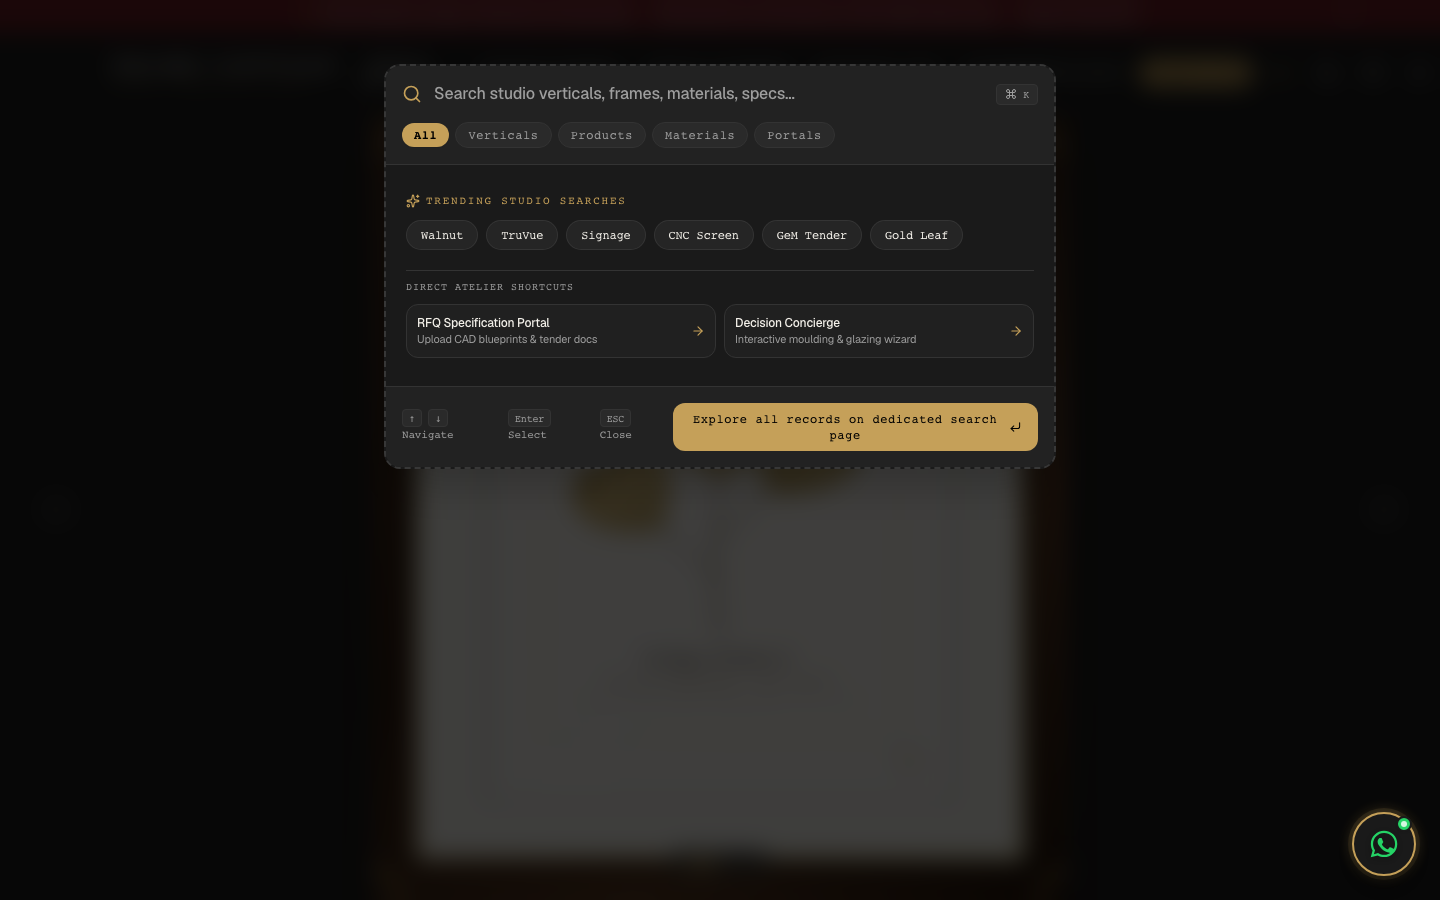 Search studio verticals, frames, materials, specs...
⌘ K
All
Verticals
Products
Materials
Portals
TRENDING STUDIO SEARCHES
Walnut
TruVue
Signage
CNC Screen
GeM Tender
Gold Leaf
DIRECT ATELIER SHORTCUTS
RFQ Specification Portal
Upload CAD blueprints & tender docs
Decision Concierge
Interactive moulding & glazing wizard
↑ ↓
Navigate
Enter
Select
ESC
Close
Explore all records on dedicated search
page